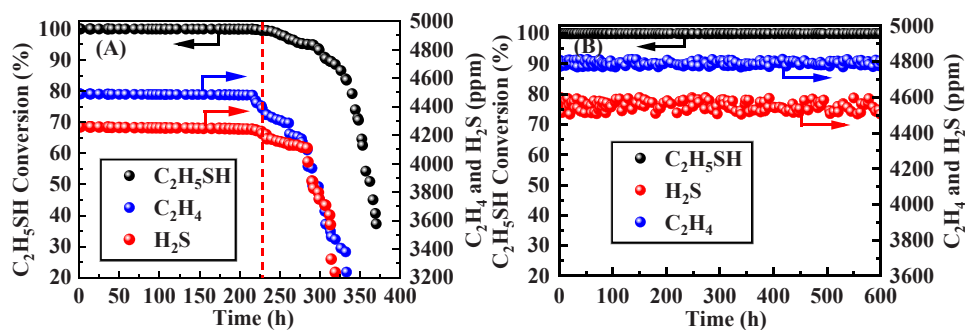 (A)
C₂H₅SH Conversion (%)
100
90
80
70
60
50
40
30
20
5000
4800
4600
4400
4200
4000
3800
3600
3400
3200
C₂H₄ and H₂S (ppm)
C₂H₅SH
C₂H₄
H₂S
0 50 100 150 200 250 300 350 400
Time (h)
(B)
C₂H₅SH Conversion (%)
100
90
80
70
60
50
40
30
20
5000
4800
4600
4400
4200
4000
3800
3600
C₂H₄ and H₂S (ppm)
C₂H₅SH
H₂S
C₂H₄
0 100 200 300 400 500 600
Time (h)